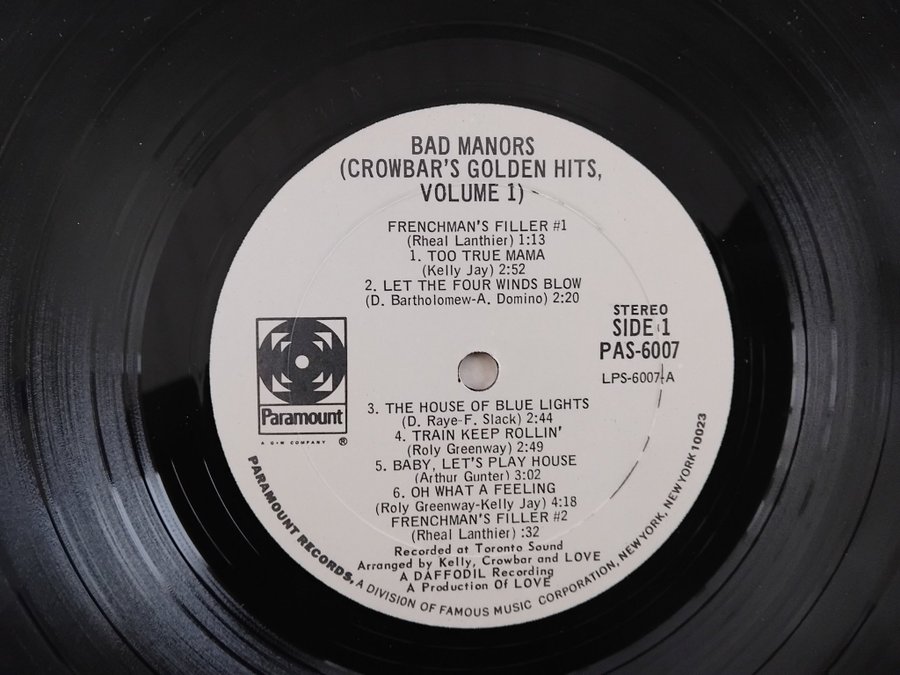 BAD MANORS
(CROWBAR'S GOLDEN HITS,
VOLUME 1)
FRENCHMAN'S FILLER #1
(Rheal Lanthier) 1:13
1. TOO TRUE MAMA
(Kelly Jay) 2:52
2. LET THE FOUR WINDS BLOW
(D. Bartholomew-A. Domino) 2:20
STEREO
SIDE 1
PAS-6007
LPS-6007-A
Paramount
A G+W COMPANY ®
3. THE HOUSE OF BLUE LIGHTS
(D. Raye-F. Slack) 2:44
4. TRAIN KEEP ROLLIN'
(Roly Greenway) 2:49
5. BABY, LET'S PLAY HOUSE
(Arthur Gunter) 3:02
6. OH WHAT A FEELING
(Roly Greenway-Kelly Jay) 4:18
FRENCHMAN'S FILLER #2
(Rheal Lanthier) :32
Recorded at Toronto Sound
Arranged by Kelly, Crowbar and LOVE
A DAFFODIL Recording
A Production Of LOVE
PARAMOUNT RECORDS, A DIVISION OF FAMOUS MUSIC CORPORATION, NEW YORK, NEW YORK 10023